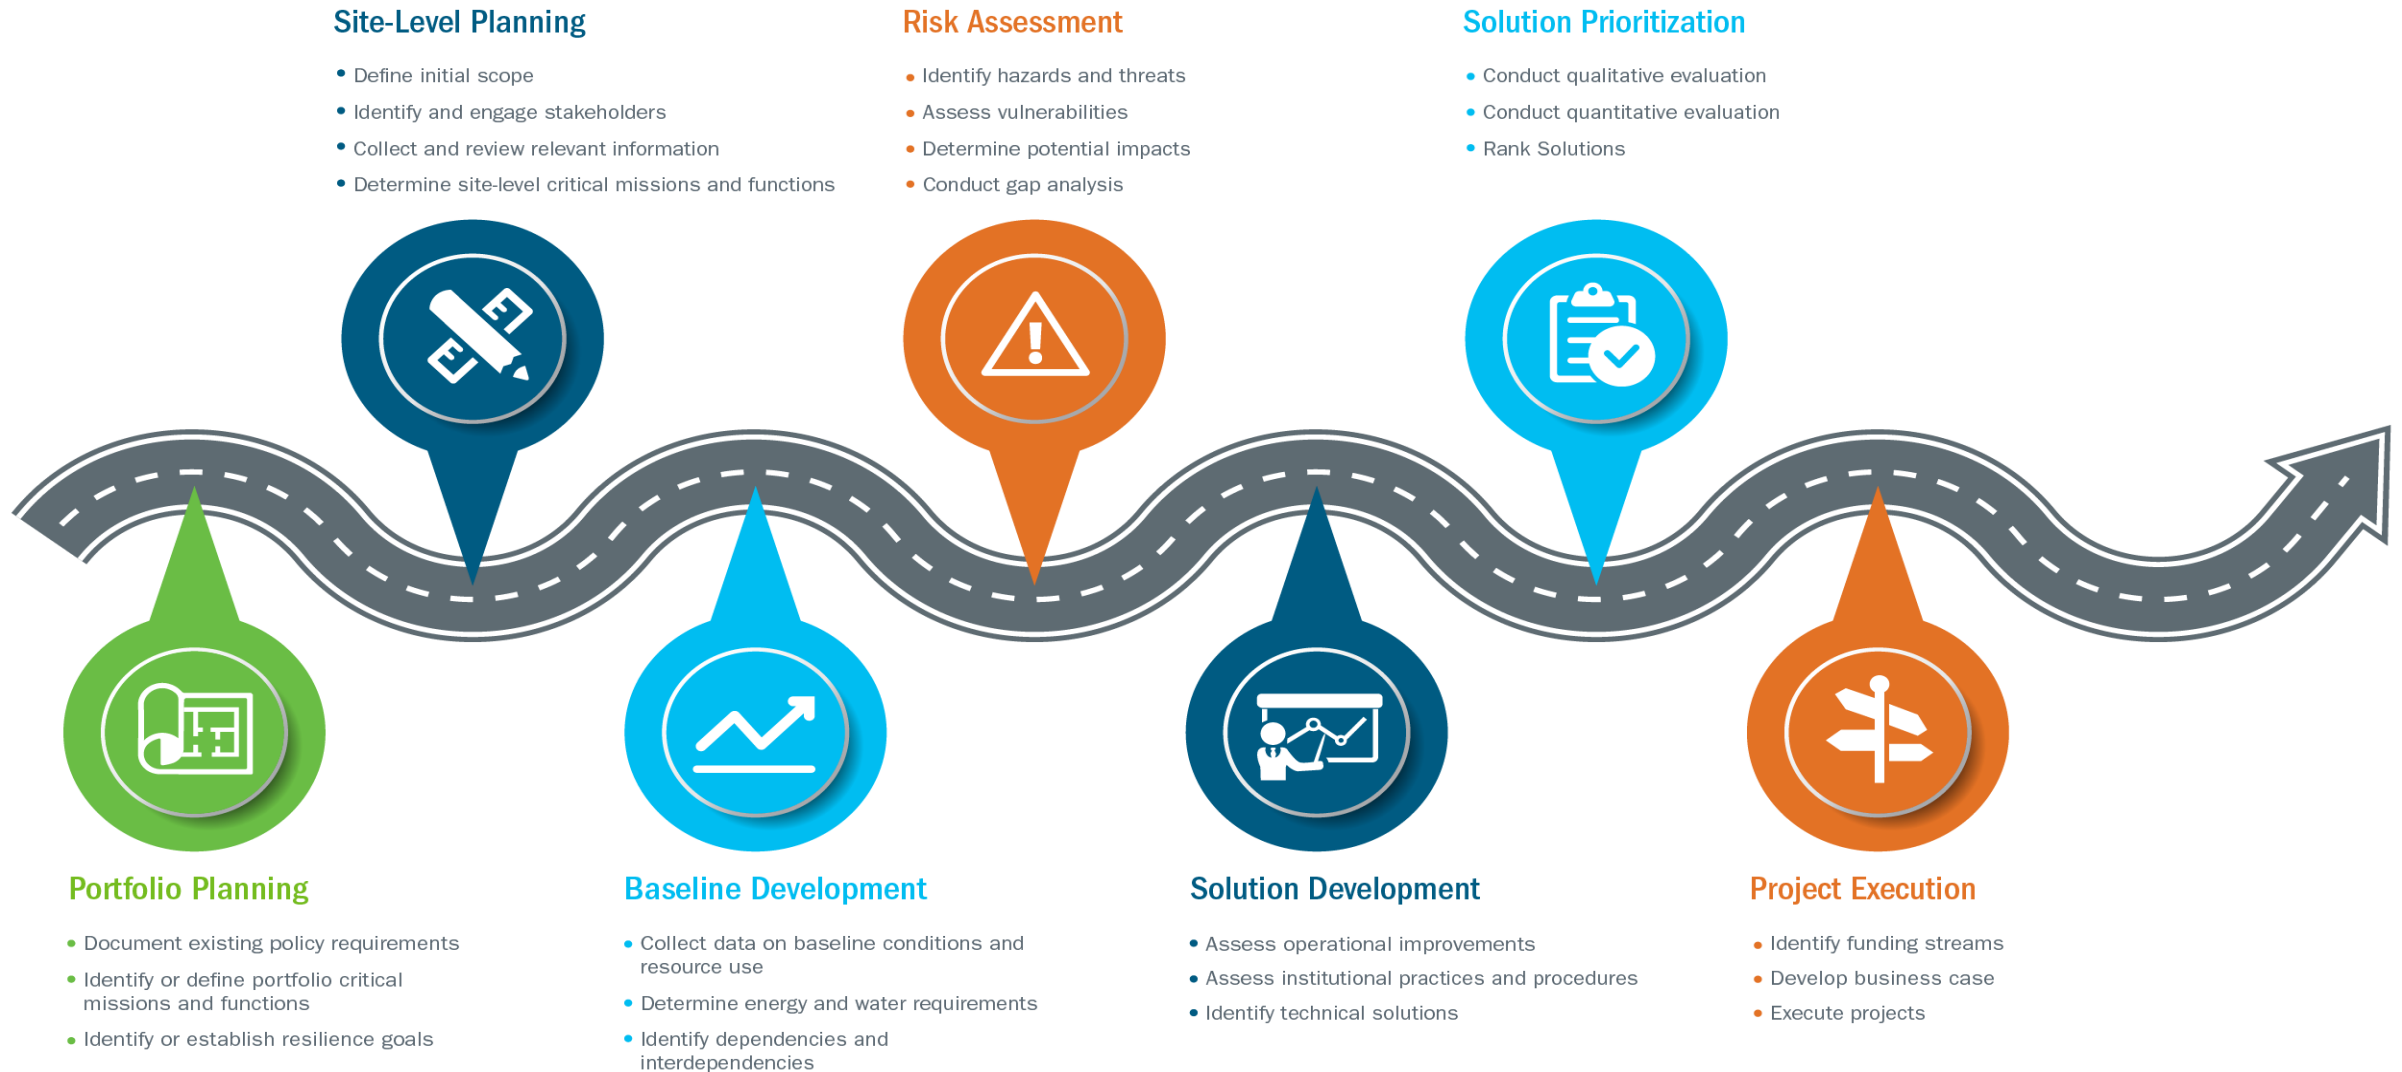 Site-Level Planning
• Define initial scope
• Identify and engage stakeholders
• Collect and review relevant information
• Determine site-level critical missions and functions
Risk Assessment
• Identify hazards and threats
• Assess vulnerabilities
• Determine potential impacts
• Conduct gap analysis
Solution Prioritization
• Conduct qualitative evaluation
• Conduct quantitative evaluation
• Rank Solutions
Portfolio Planning
• Document existing policy requirements
• Identify or define portfolio critical
missions and functions
• Identify or establish resilience goals
Baseline Development
• Collect data on baseline conditions and
resource use
• Determine energy and water requirements
• Identify dependencies and
interdependencies
Solution Development
• Assess operational improvements
• Assess institutional practices and procedures
• Identify technical solutions
Project Execution
• Identify funding streams
• Develop business case
• Execute projects